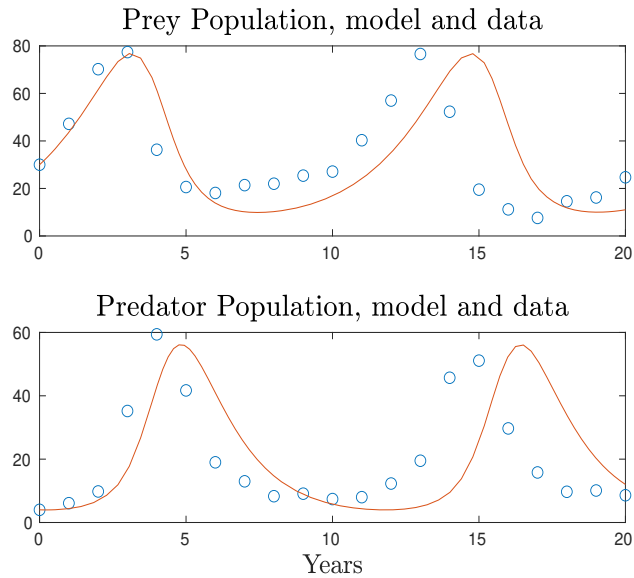 Prey Population, model and data
80
60
40
20
0
0 5 10 15 20
Predator Population, model and data
60
40
20
0
0 5 10 15 20
Years